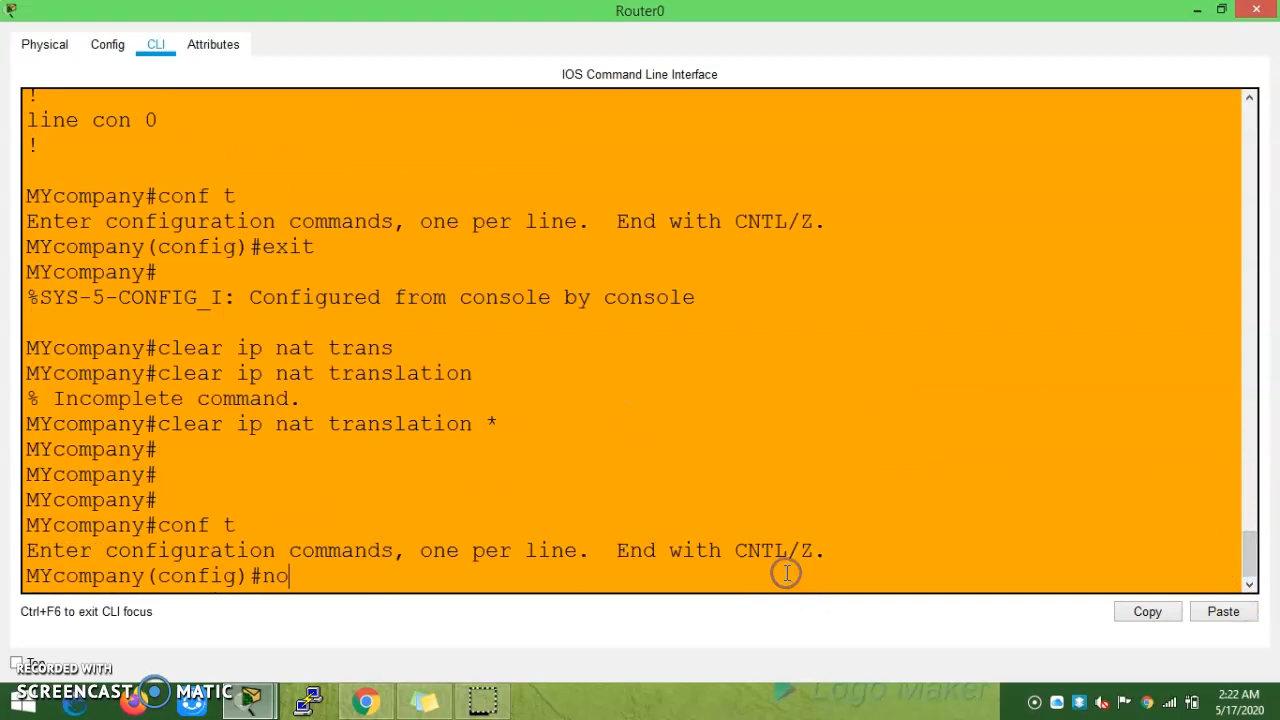 Router0
Physical Config CLI Attributes
IOS Command Line Interface
!
line con 0
!
MYcompany#conf t
Enter configuration commands, one per line.  End with CNTL/Z.
MYcompany(config)#exit
MYcompany#
%SYS-5-CONFIG_I: Configured from console by console
MYcompany#clear ip nat trans
MYcompany#clear ip nat translation
% Incomplete command.
MYcompany#clear ip nat translation *
MYcompany#
MYcompany#
MYcompany#
MYcompany#conf t
Enter configuration commands, one per line.  End with CNTL/Z.
MYcompany(config)#no
Ctrl+F6 to exit CLI focus
Copy Paste
Top
RECORDED WITH
SCREENCAST MATIC
Logo Maker
2:22 AM
5/17/2020